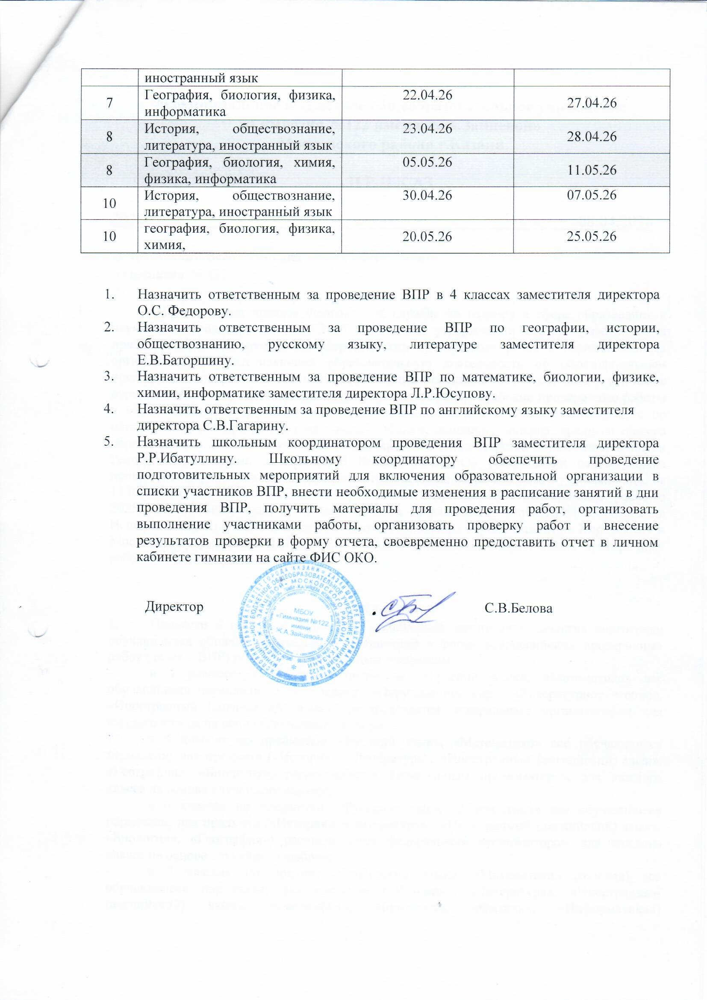 иностранный язык
7 География, биология, физика, информатика 22.04.26 27.04.26
8 История, обществознание, литература, иностранный язык 23.04.26 28.04.26
8 География, биология, химия, физика, информатика 05.05.26 11.05.26
10 История, обществознание, литература, иностранный язык 30.04.26 07.05.26
10 география, биология, физика, химия, 20.05.26 25.05.26
1. Назначить ответственным за проведение ВПР в 4 классах заместителя директора
О.С. Федорову.
2. Назначить ответственным за проведение ВПР по географии, истории,
обществознанию, русскому языку, литературе заместителя директора
Е.В.Баторшину.
3. Назначить ответственным за проведение ВПР по математике, биологии, физике,
химии, информатике заместителя директора Л.Р.Юсупову.
4. Назначить ответственным за проведение ВПР по английскому языку заместителя
директора С.В.Гагарину.
5. Назначить школьным координатором проведения ВПР заместителя директора
Р.Р.Ибатуллину. Школьному координатору обеспечить проведение
подготовительных мероприятий для включения образовательной организации в
списки участников ВПР, внести необходимые изменения в расписание занятий в дни
проведения ВПР, получить материалы для проведения работ, организовать
выполнение участниками работы, организовать проверку работ и внесение
результатов проверки в форму отчета, своевременно предоставить отчет в личном
кабинете гимназии на сайте ФИС ОКО.
Директор С.В.Белова
МБОУ
«Гимназия №122
имени
Ж.А.Зайцевой»